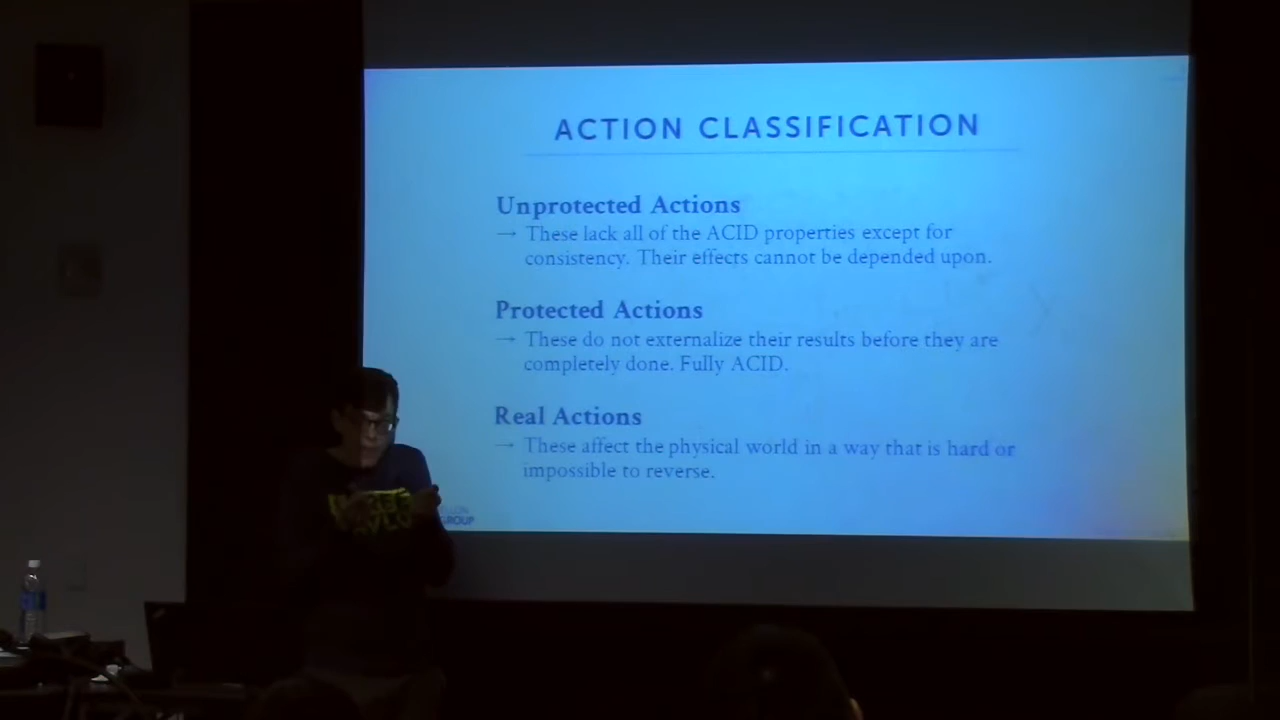 ACTION CLASSIFICATION
Unprotected Actions
→ These lack all of the ACID properties except for
consistency. Their effects cannot be depended upon.
Protected Actions
→ These do not externalize their results before they are
completely done. Fully ACID.
Real Actions
→ These affect the physical world in a way that is hard or
impossible to reverse.
GROUP